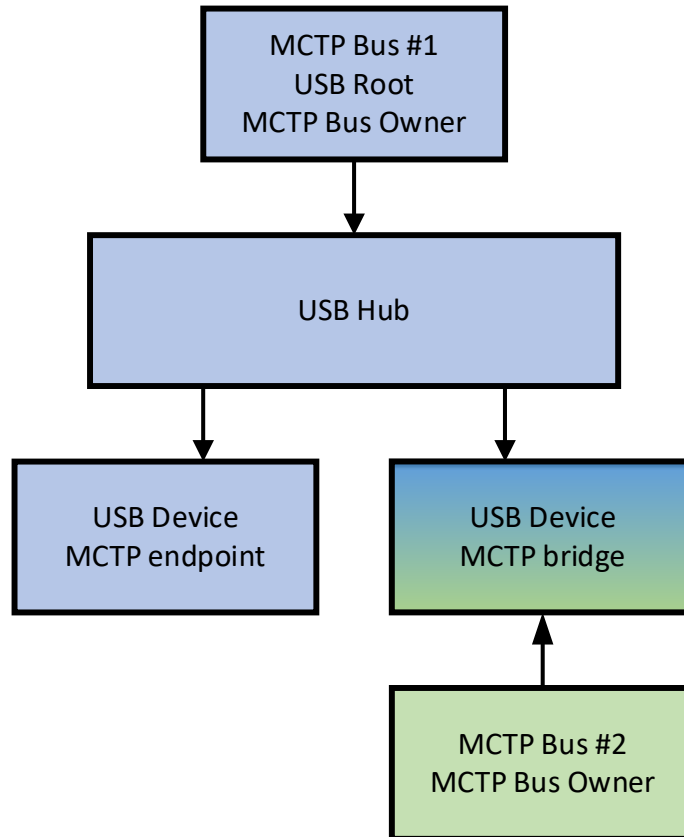 MCTP Bus #1
USB Root
MCTP Bus Owner
USB Hub
USB Device
MCTP endpoint
USB Device
MCTP bridge
MCTP Bus #2
MCTP Bus Owner